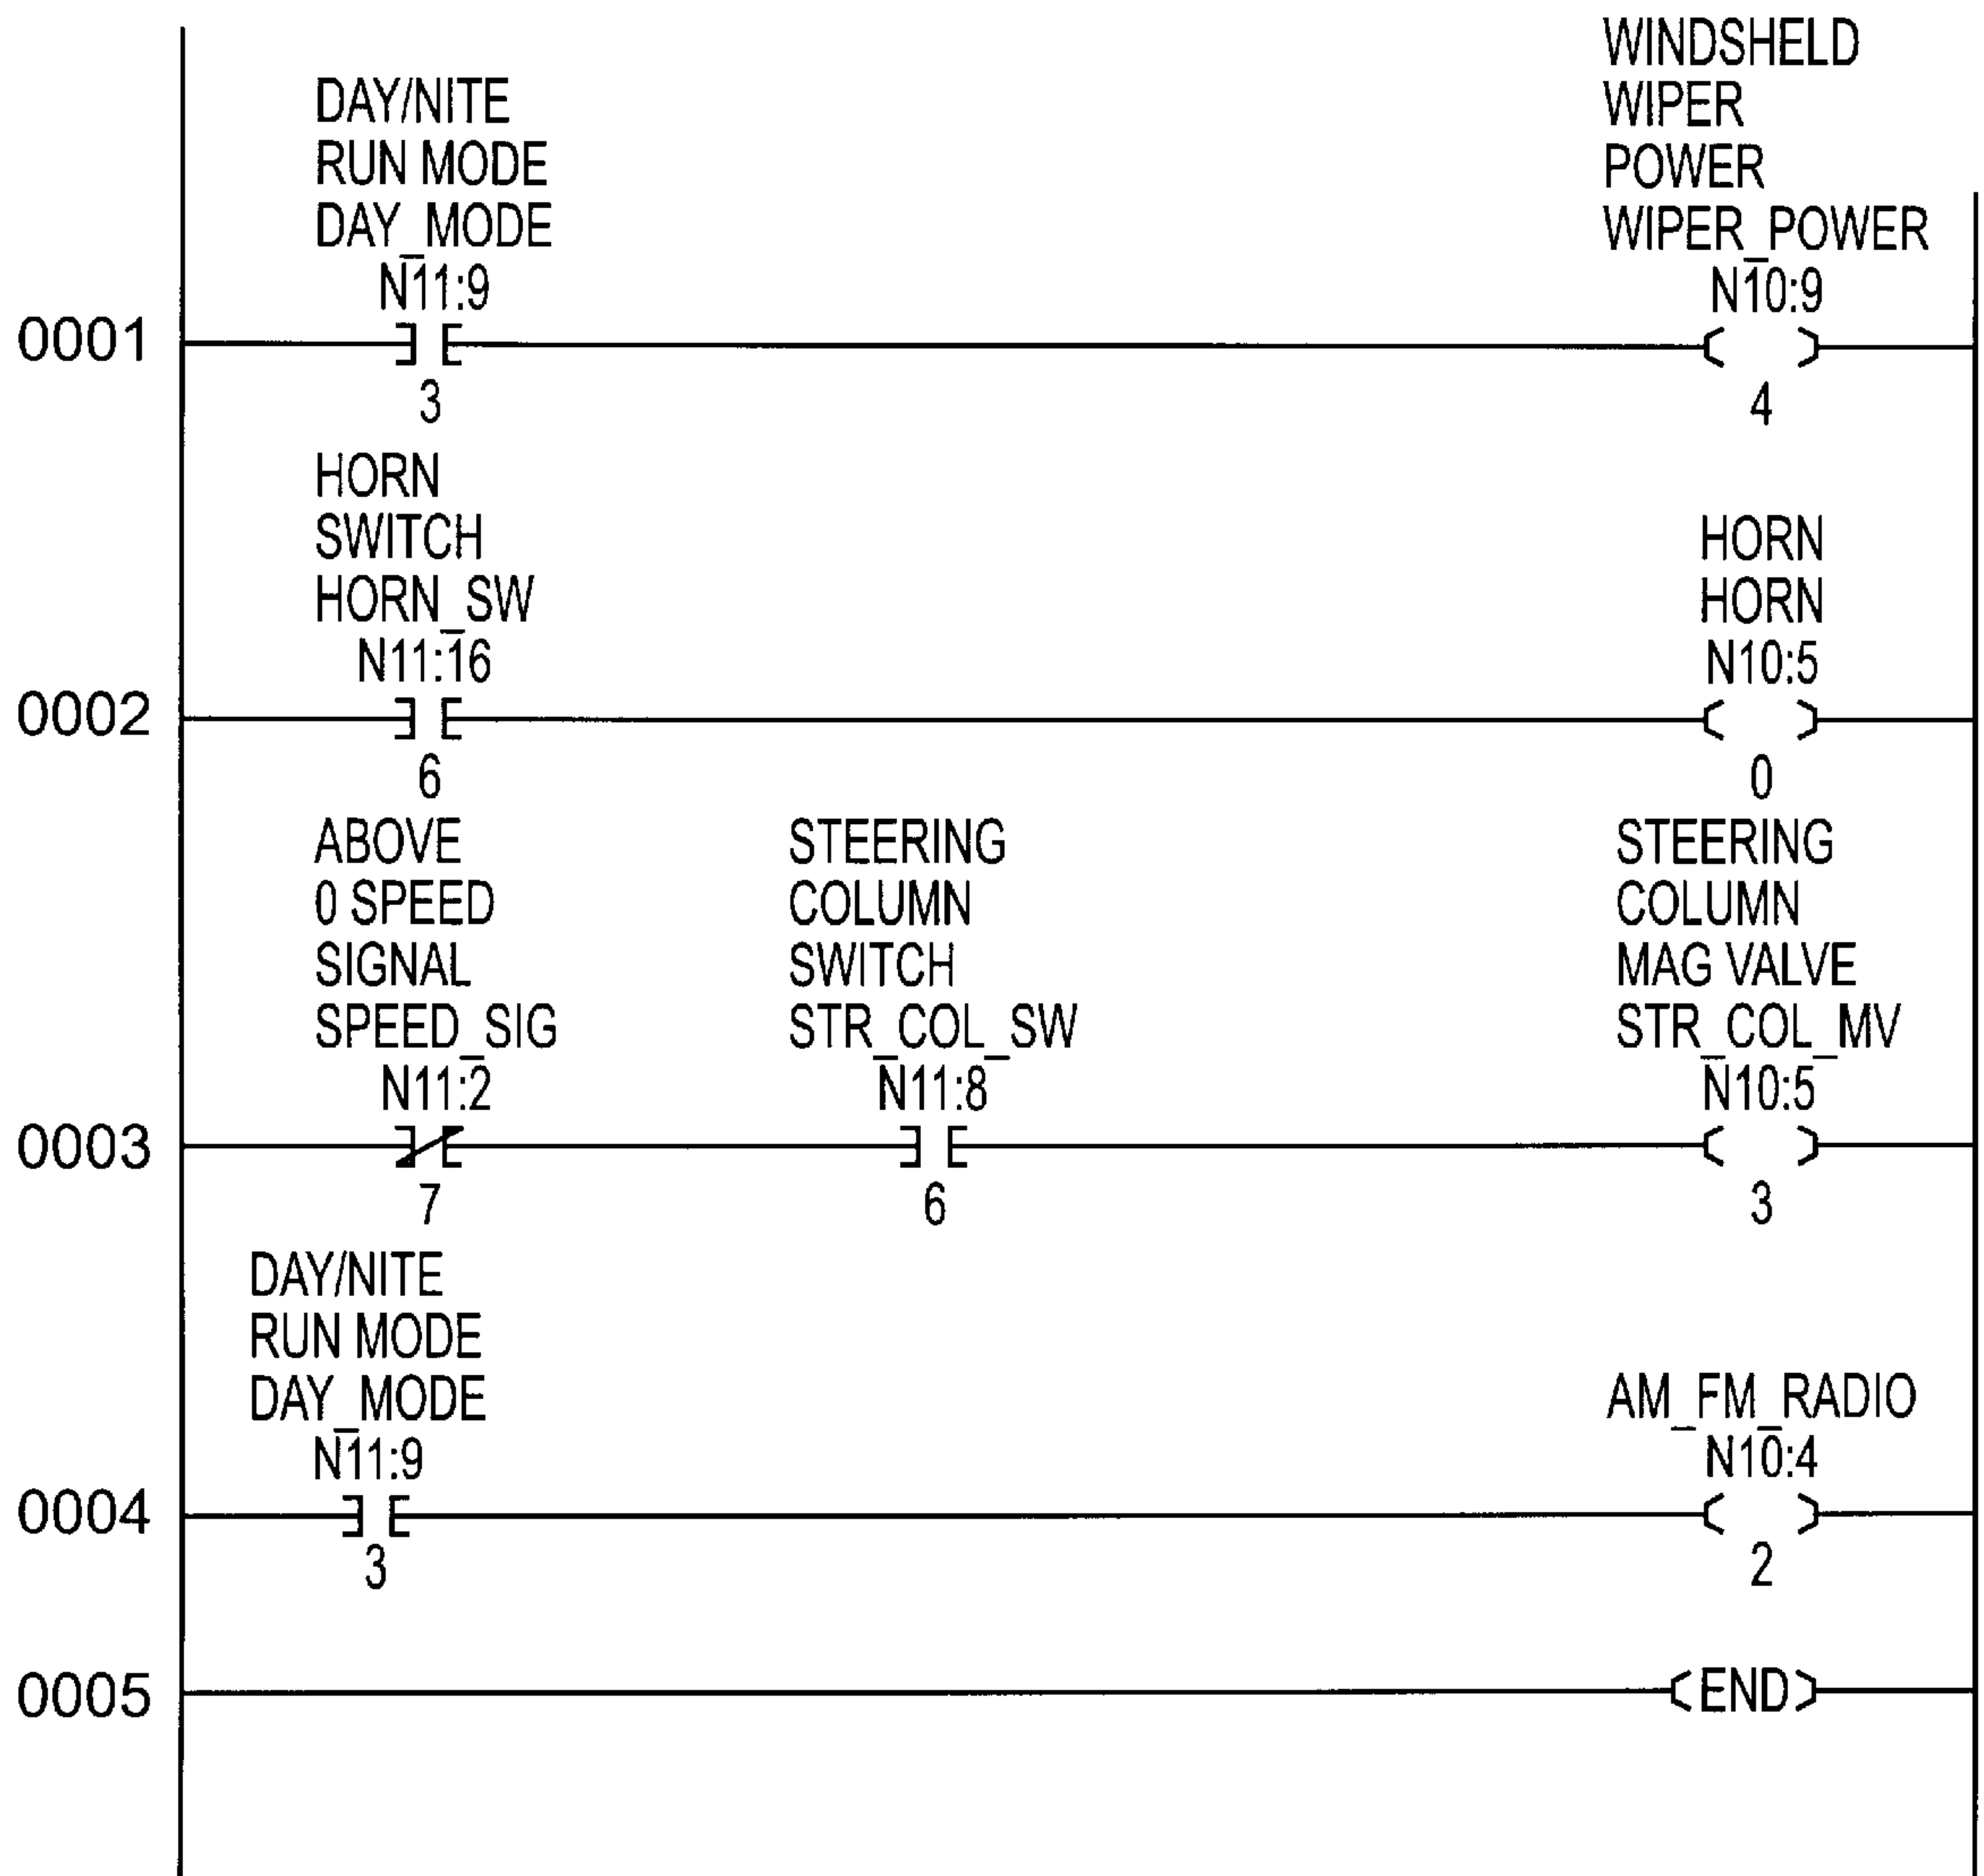 WINDSHELD
WIPER
POWER
WIPER_POWER
N10:9
DAY/NITE
RUN MODE
DAY_MODE
N11:9
0001
3
4
HORN
SWITCH
HORN_SW
N11:16
HORN
HORN
N10:5
0002
6
0
ABOVE
0 SPEED
SIGNAL
SPEED_SIG
N11:2
STEERING
COLUMN
SWITCH
STR_COL_SW
N11:8
STEERING
COLUMN
MAG VALVE
STR_COL_MV
N10:5
0003
7
6
3
DAY/NITE
RUN MODE
DAY_MODE
N11:9
AM_FM_RADIO
N10:4
0004
3
2
0005
END